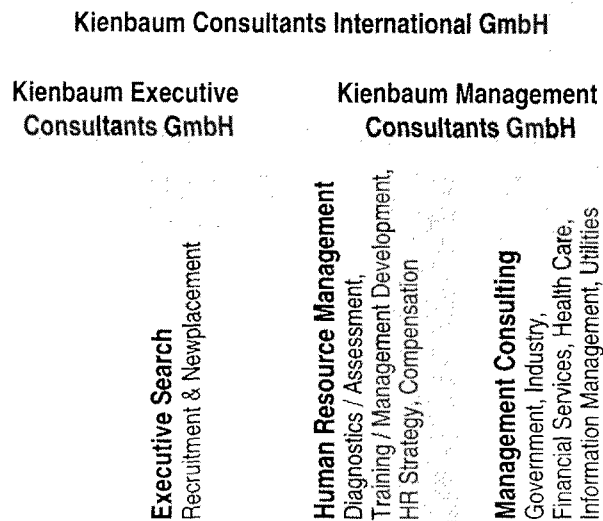 Kienbaum Consultants International GmbH
Kienbaum Executive
Consultants GmbH
Kienbaum Management
Consultants GmbH
Executive Search
Recruitment & Newplacement
Human Resource Management
Diagnostics / Assessment,
Training / Management Development,
HR Strategy, Compensation
Management Consulting
Government, Industry,
Financial Services, Health Care,
Information Management, Utilities